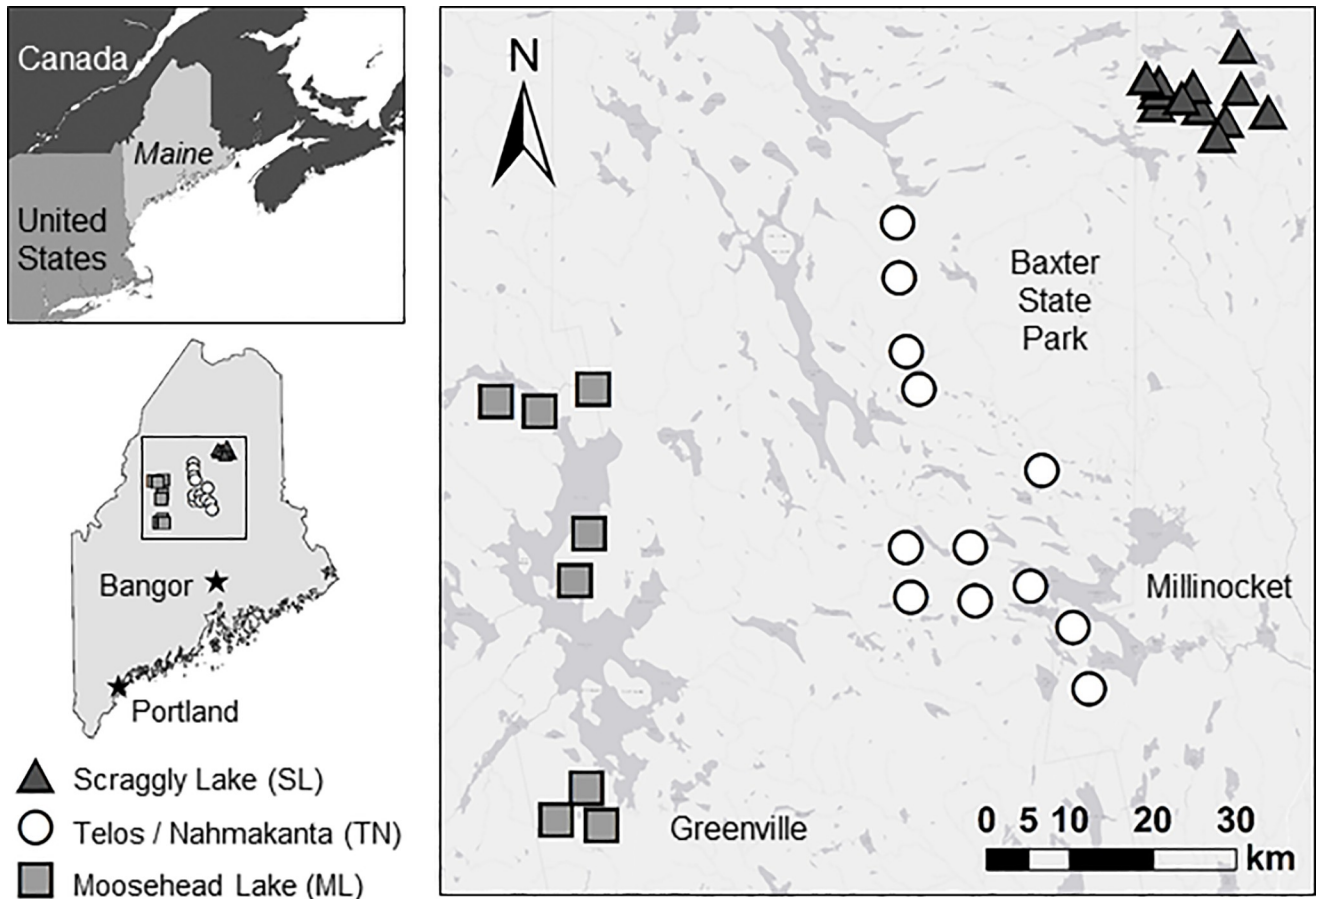 Canada
Maine
United
States
Bangor
Portland
Scraggly Lake (SL)
Telos / Nahmakanta (TN)
Moosehead Lake (ML)
N
Baxter
State
Park
Millinocket
Greenville
0 5 10 20 30
km